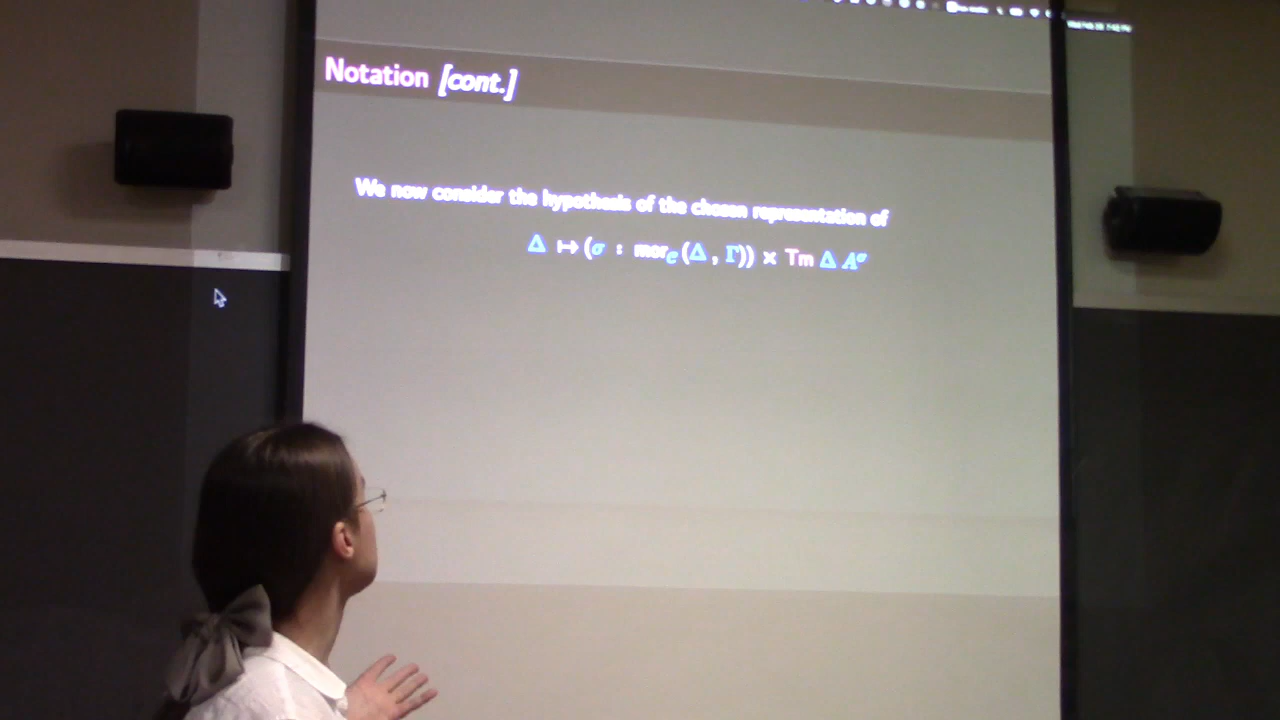 Notation [cont.]
We now consider the hypothesis of the chosen representation of
Δ ↦ (σ : mor𝒞(Δ , Γ)) × Tm Δ Aσ